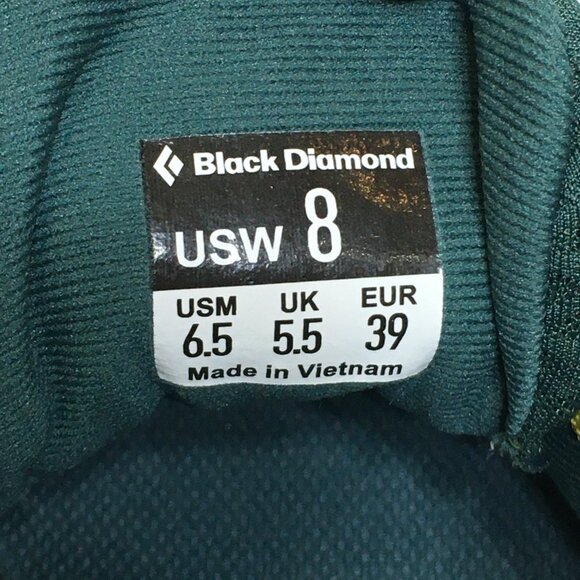 Black Diamond
USW 8
USM UK EUR
6.5 5.5 39
Made in Vietnam